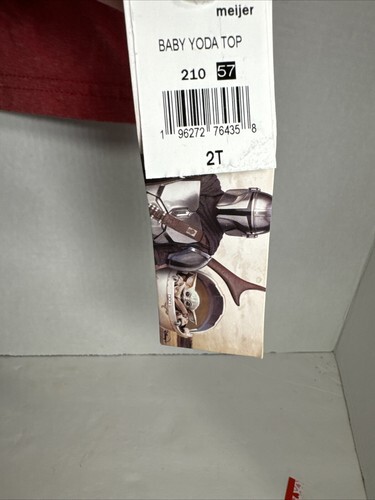 meijer
BABY YODA TOP
210 57
1 96272 76435 8
2T